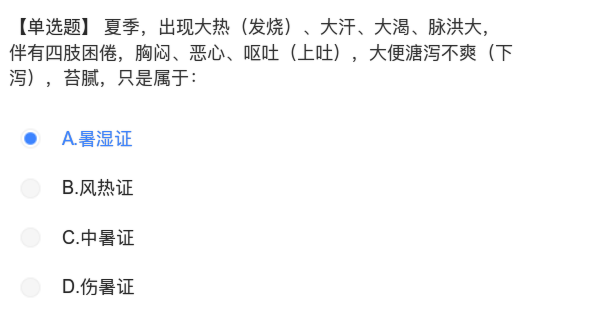 【单选题】 夏季，出现大热（发烧）、大汗、大渴、脉洪大，
伴有四肢困倦，胸闷、恶心、呕吐（上吐），大便溏泻不爽（下
泻），苔腻，只是属于：
A.暑湿证
B.风热证
C.中暑证
D.伤暑证